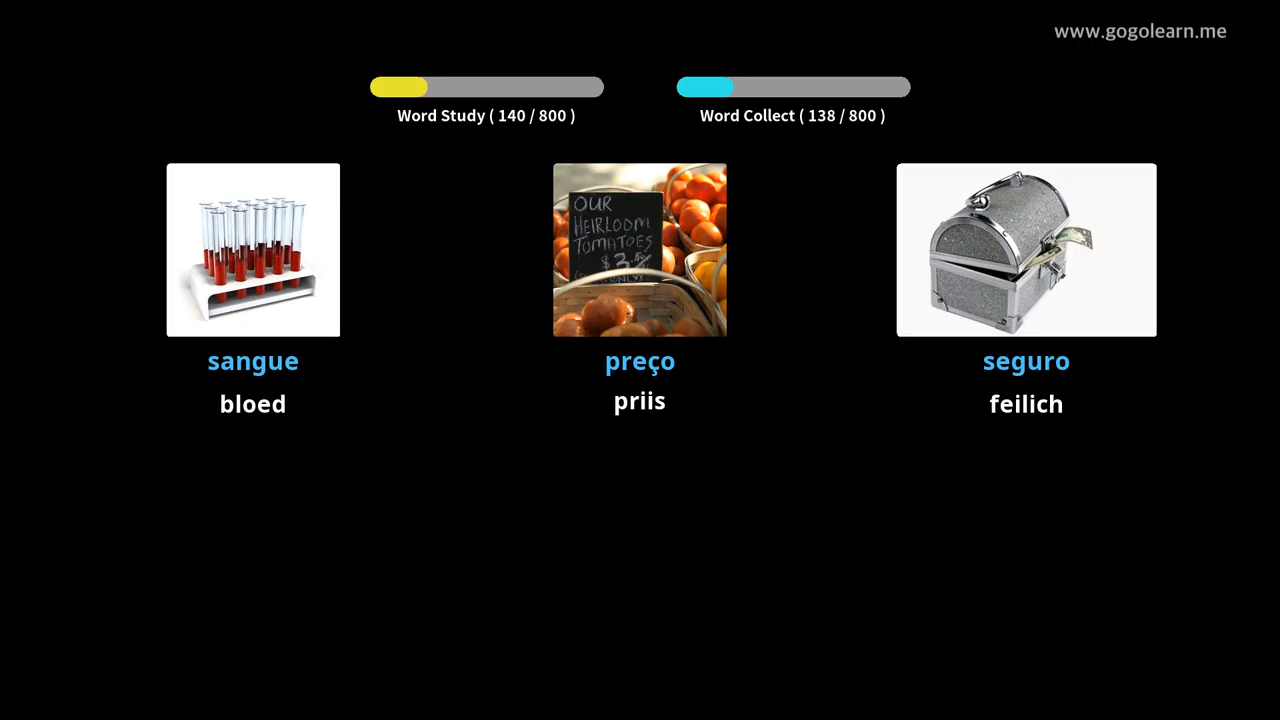 www.gogolearn.me
Word Study ( 140 / 800 )
Word Collect ( 138 / 800 )
OUR
HEIRLOOM
TOMATOES
sangue
preço
seguro
bloed
priis
feilich